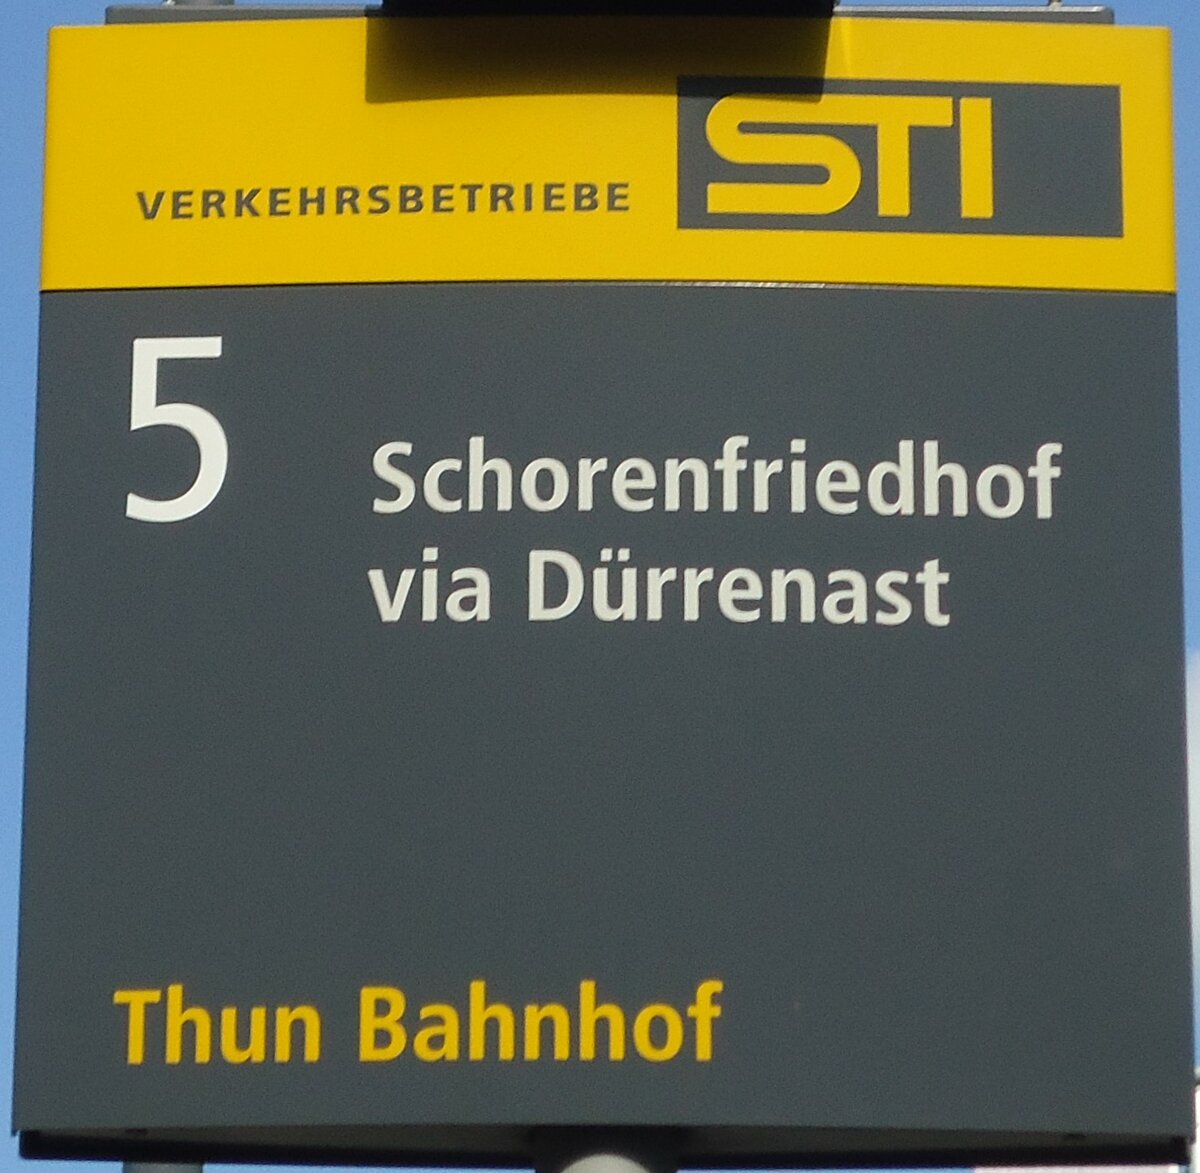 VERKEHRSBETRIEBE STI
5 Schorenfriedhof
via Dürrenast
Thun Bahnhof